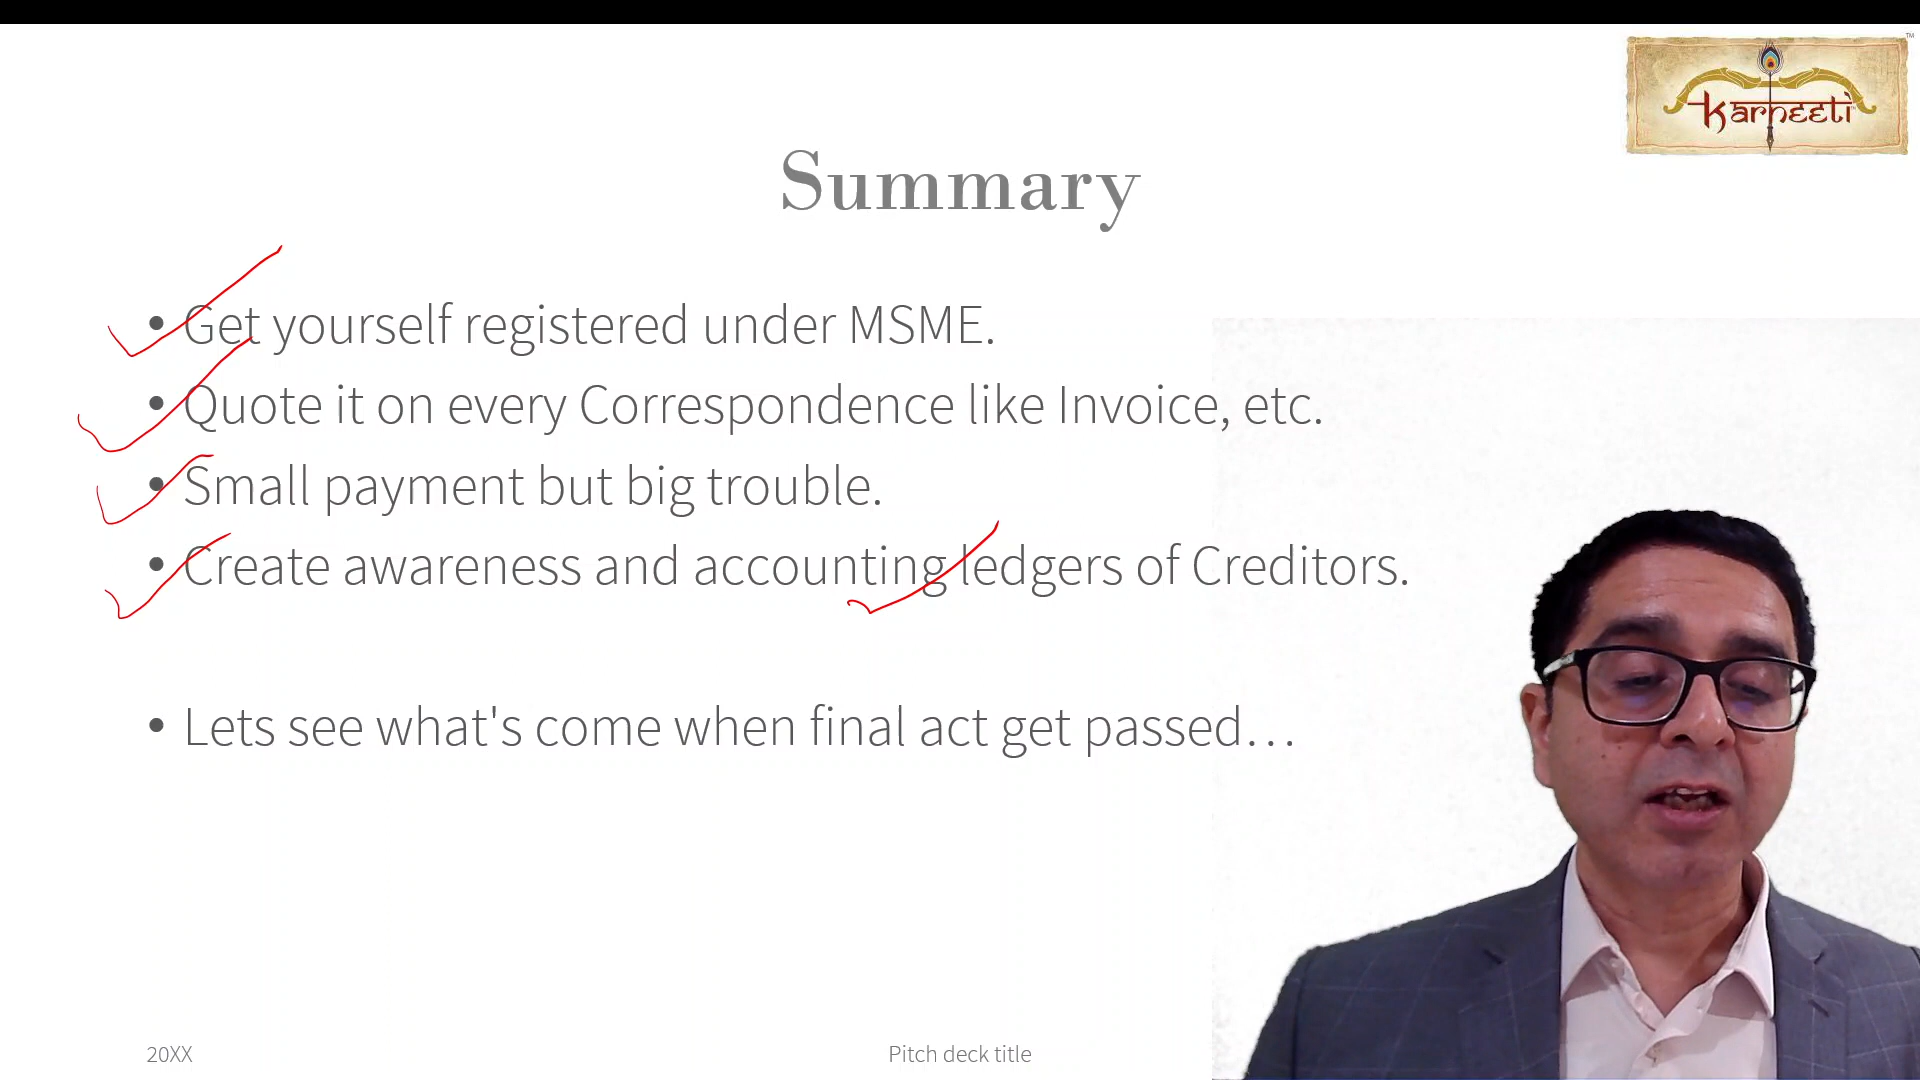 Karneeti
TM
Summary
• Get yourself registered under MSME.
• Quote it on every Correspondence like Invoice, etc.
• Small payment but big trouble.
• Create awareness and accounting ledgers of Creditors.
• Lets see what's come when final act get passed...
20XX
Pitch deck title